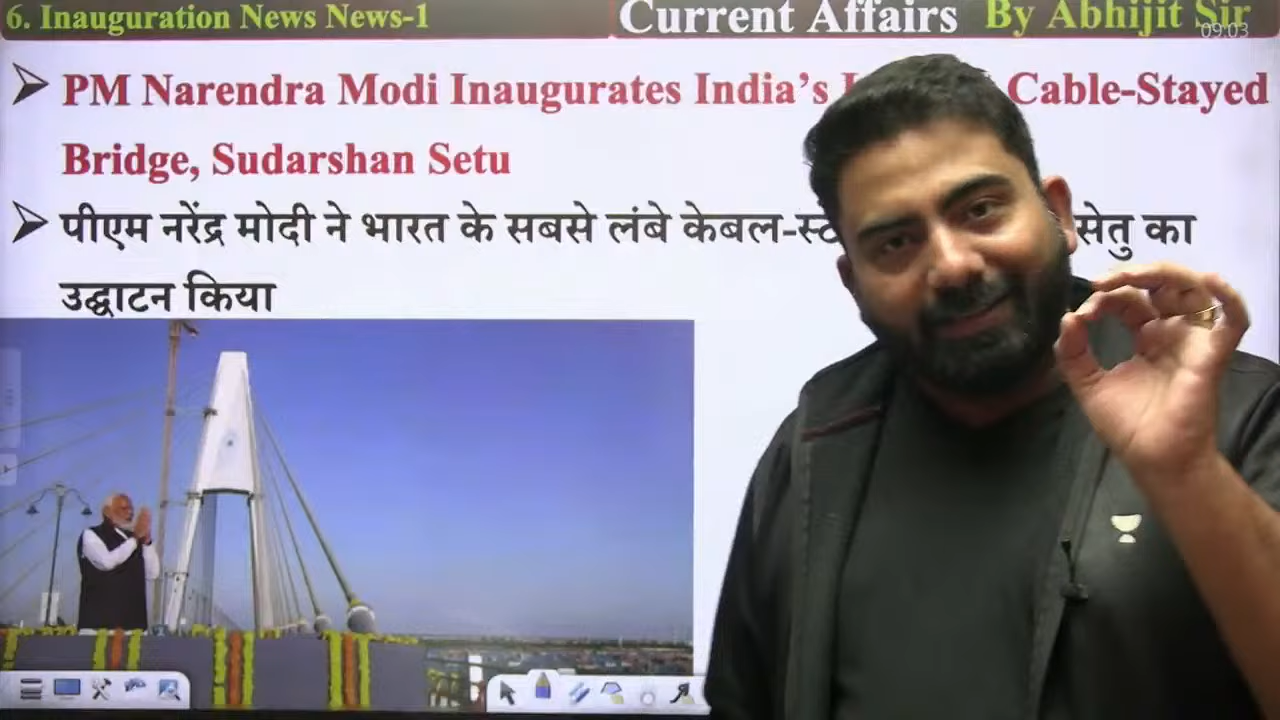 6. Inauguration News News-1
Current Affairs By Abhijit Sir
09:03
PM Narendra Modi Inaugurates India's Cable-Stayed
Bridge, Sudarshan Setu
पीएम नरेंद्र मोदी ने भारत के सबसे लंबे केबल-स्ट सेतु का
उद्घाटन किया